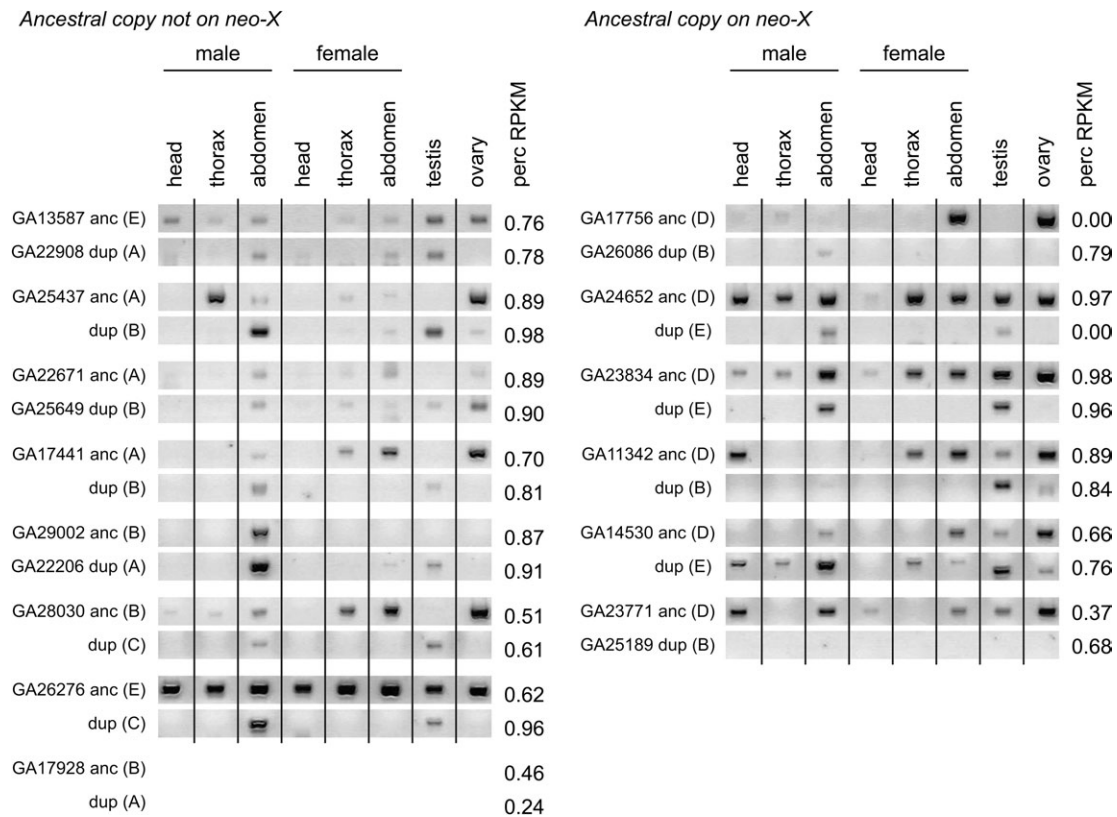 Ancestral copy not on neo-X
male female
head thorax abdomen head thorax abdomen testis ovary perc RPKM
GA13587 anc (E) 0.76
GA22908 dup (A) 0.78
GA25437 anc (A) 0.89
dup (B) 0.98
GA22671 anc (A) 0.89
GA25649 dup (B) 0.90
GA17441 anc (A) 0.70
dup (B) 0.81
GA29002 anc (B) 0.87
GA22206 dup (A) 0.91
GA28030 anc (B) 0.51
dup (C) 0.61
GA26276 anc (E) 0.62
dup (C) 0.96
GA17928 anc (B) 0.46
dup (A) 0.24
Ancestral copy on neo-X
male female
head thorax abdomen head thorax abdomen testis ovary perc RPKM
GA17756 anc (D) 0.00
GA26086 dup (B) 0.79
GA24652 anc (D) 0.97
dup (E) 0.00
GA23834 anc (D) 0.98
dup (E) 0.96
GA11342 anc (D) 0.89
dup (B) 0.84
GA14530 anc (D) 0.66
dup (E) 0.76
GA23771 anc (D) 0.37
GA25189 dup (B) 0.68